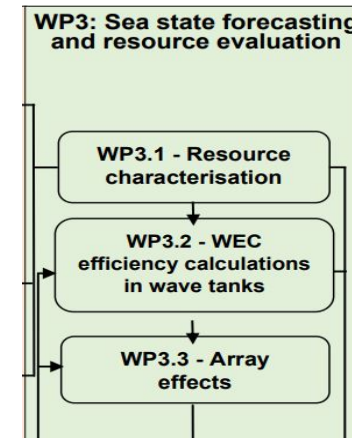 WP3: Sea state forecasting
and resource evaluation
WP3.1 - Resource
characterisation
WP3.2 - WEC
efficiency calculations
in wave tanks
WP3.3 - Array
effects